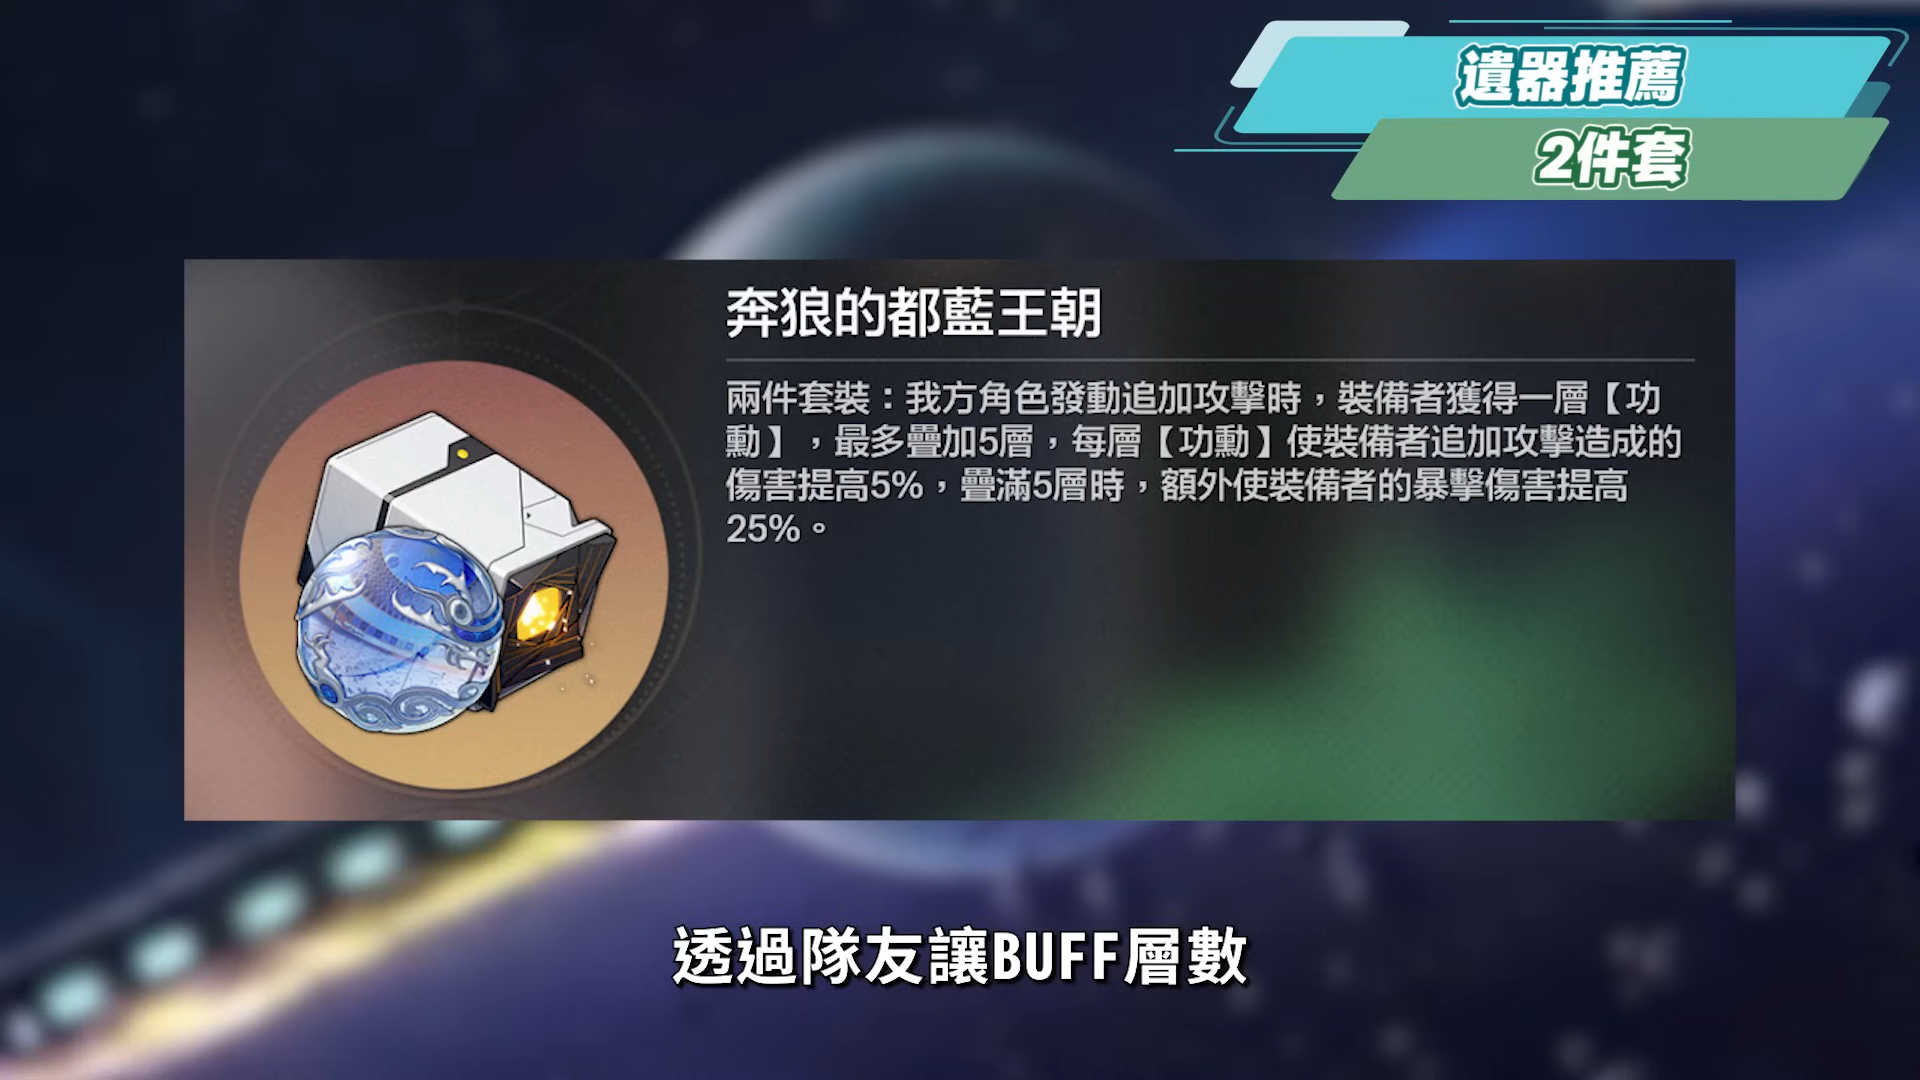 遺器推薦
2件套
奔狼的都藍王朝
兩件套裝：我方角色發動追加攻擊時，裝備者獲得一層【功
勳】，最多疊加5層，每層【功勳】使裝備者追加攻擊造成的
傷害提高5%，疊滿5層時，額外使裝備者的暴擊傷害提高
25%。
透過隊友讓BUFF層數